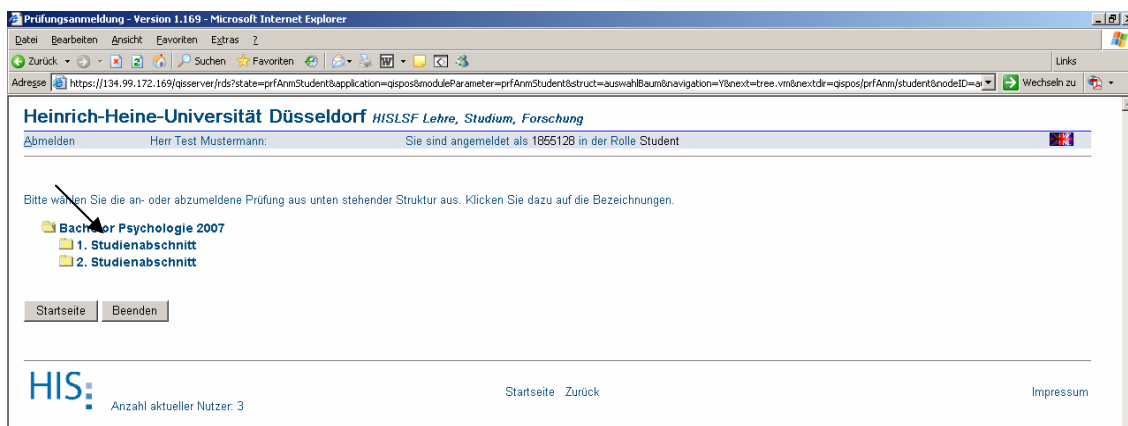 Prüfungsanmeldung - Version 1.169 - Microsoft Internet Explorer
Datei Bearbeiten Ansicht Favoriten Extras ?
Zurück Suchen Favoriten
Adresse https://134.99.172.169/qisserver/rds?state=prfAnmStudent&application=qispos&moduleParameter=prfAnmStudent&struct=auswahlBaum&navigation=Y&next=tree.vm&nextdir=qispos/prfAnm/student&nodeID=a Wechseln zu
Links
Heinrich-Heine-Universität Düsseldorf HISLSF Lehre, Studium, Forschung
Abmelden Herr Test Mustermann: Sie sind angemeldet als 1855128 in der Rolle Student
Bitte wählen Sie die an- oder abzumeldene Prüfung aus unten stehender Struktur aus. Klicken Sie dazu auf die Bezeichnungen.
Bachelor Psychologie 2007
1. Studienabschnitt
2. Studienabschnitt
Startseite Beenden
HIS:
Anzahl aktueller Nutzer: 3
Startseite Zurück
Impressum